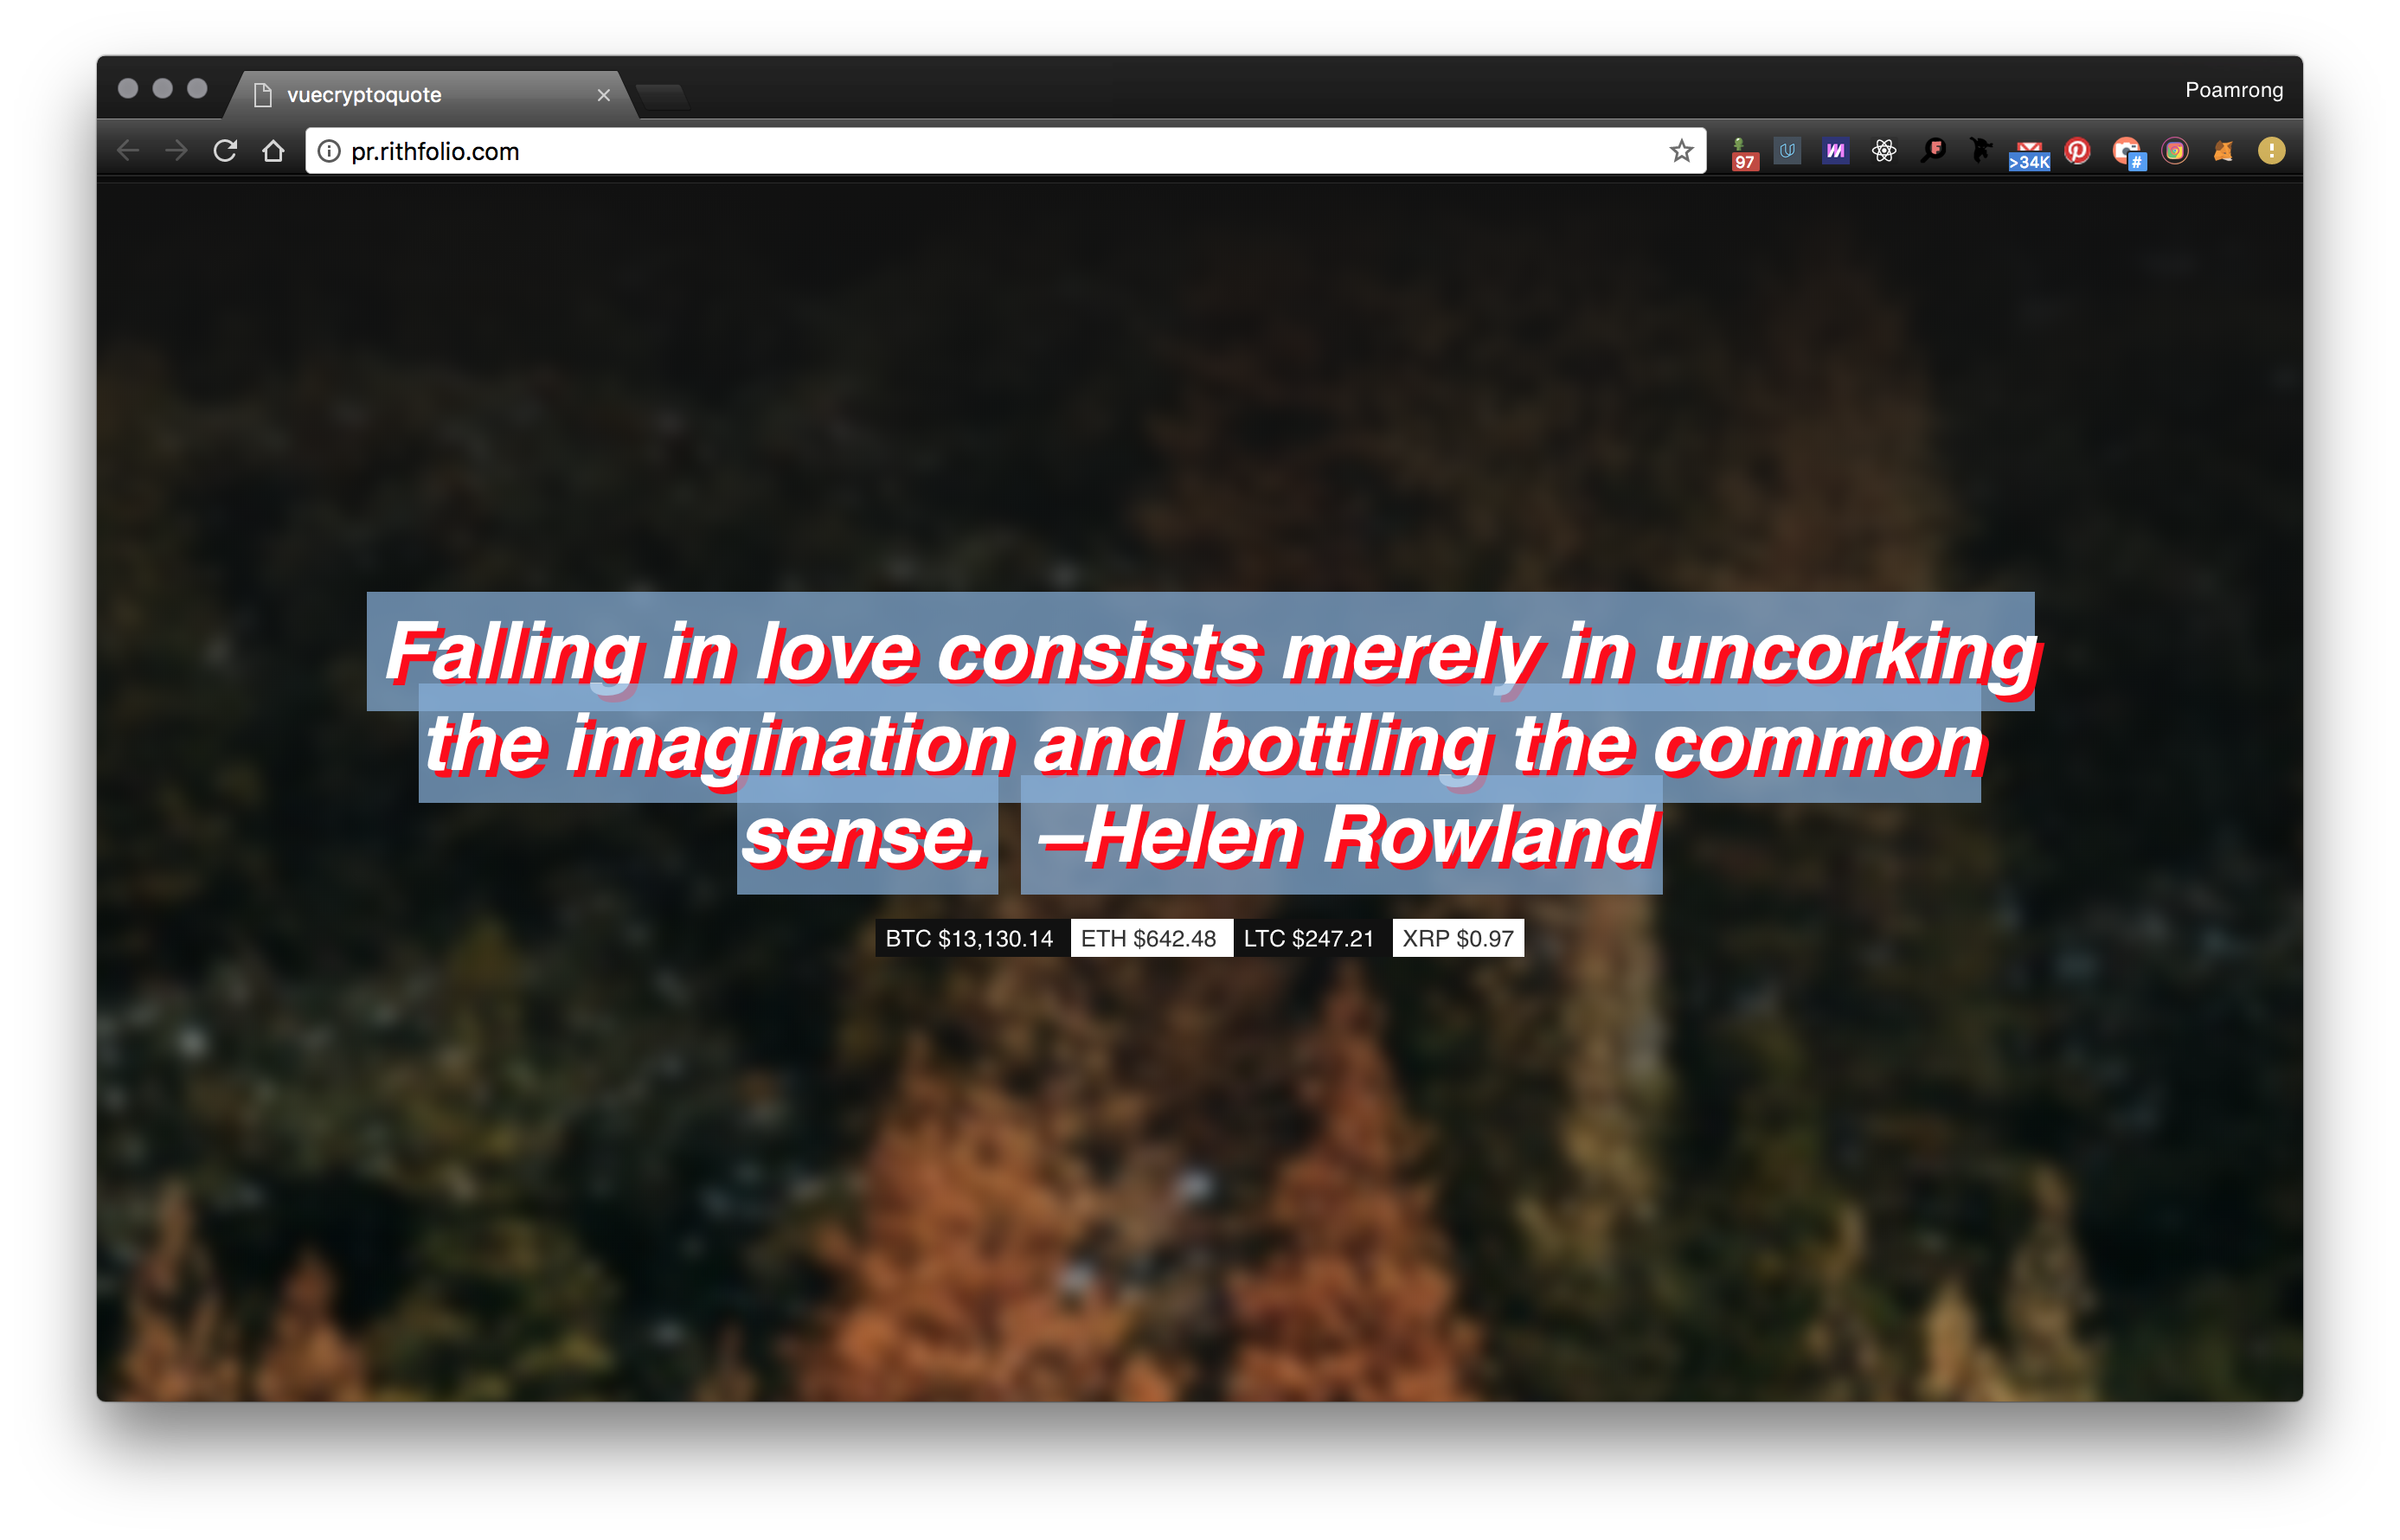 vuecryptoquote
Poamrong
pr.rithfolio.com
97
>34K
#
Falling in love consists merely in uncorking
the imagination and bottling the common
sense. –Helen Rowland
BTC $13,130.14 ETH $642.48 LTC $247.21 XRP $0.97